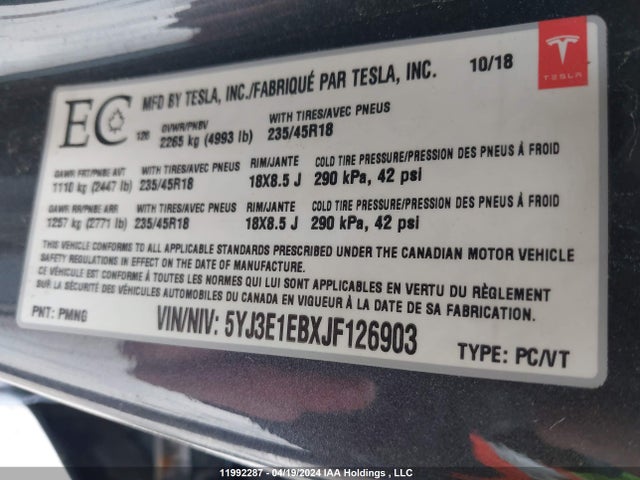 MFD BY TESLA, INC./FABRIQUÉ PAR TESLA, INC. 10/18
TESLA
EC 126
GVWR/PNBV WITH TIRES/AVEC PNEUS
2265 kg (4993 lb) 235/45R18
GAWR FRT/PNBE AVT WITH TIRES/AVEC PNEUS RIM/JANTE COLD TIRE PRESSURE/PRESSION DES PNEUS À FROID
1110 kg (2447 lb) 235/45R18 18X8.5 J 290 kPa, 42 psi
GAWR RR/PNBE ARR WITH TIRES/AVEC PNEUS RIM/JANTE COLD TIRE PRESSURE/PRESSION DES PNEUS À FROID
1257 kg (2771 lb) 235/45R18 18X8.5 J 290 kPa, 42 psi
THIS VEHICLE CONFORMS TO ALL APPLICABLE STANDARDS PRESCRIBED UNDER THE CANADIAN MOTOR VEHICLE
SAFETY REGULATIONS IN EFFECT ON THE DATE OF MANUFACTURE.
CE VÉHICULE EST CONFORME À TOUTES LES NORMES QUI LUI SONT APPLICABLES EN VERTU DU RÈGLEMENT
SUR LA SÉCURITÉ DES VÉHICULES AUTOMOBILES DU CANADA EN VIGUEUR À LA DATE DE SA FABRICATION.
PNT: PMNG VIN/NIV: 5YJ3E1EBXJF126903 TYPE: PC/VT
11992287 - 04/19/2024 IAA Holdings , LLC